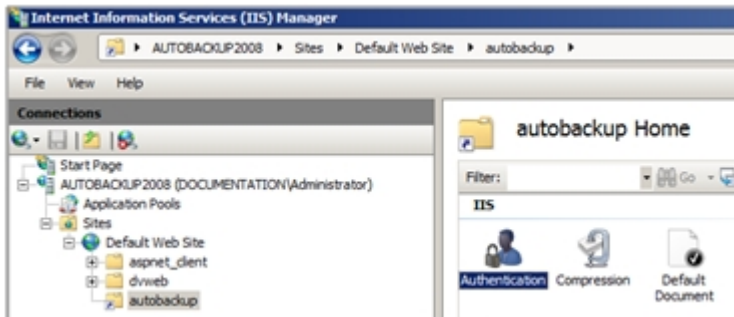 Internet Information Services (IIS) Manager
AUTOBACKUP2008 Sites Default Web Site autobackup
File View Help
Connections
Start Page
AUTOBACKUP2008 (DOCUMENTATION\Administrator)
Application Pools
Sites
Default Web Site
aspnet_client
dvweb
autobackup
autobackup Home
Filter: Go
IIS
Authentication Compression Default
Document